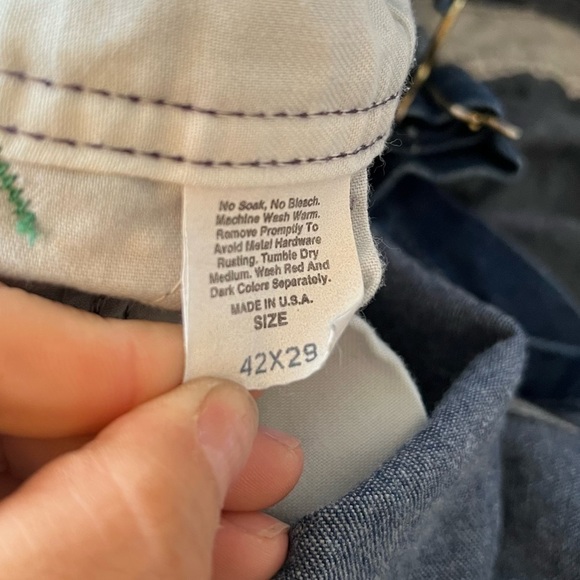 No Soak, No Bleach.
Machine Wash Warm.
Remove Promptly To
Avoid Metal Hardware
Rusting. Tumble Dry
Medium. Wash Red And
Dark Colors Separately.
MADE IN U.S.A.
SIZE
42X29